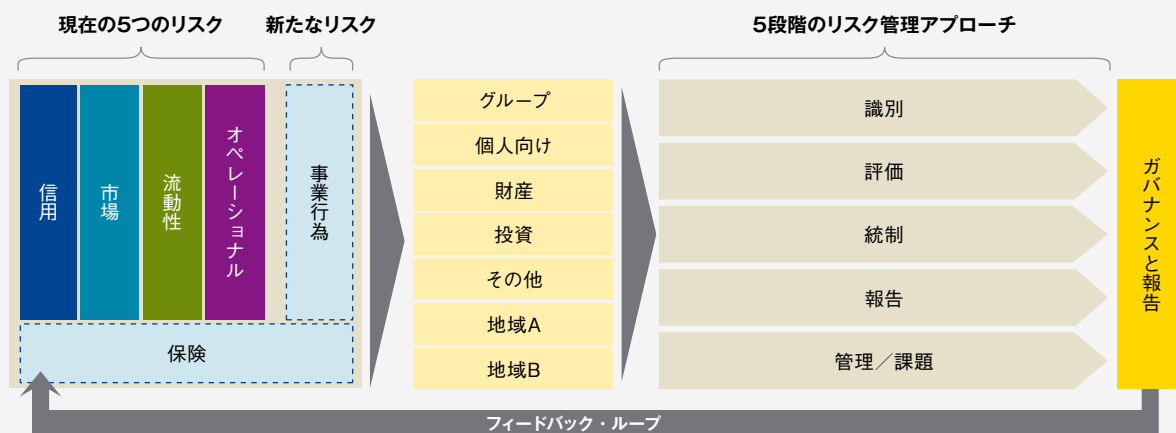 現在の5つのリスク
新たなリスク
5段階のリスク管理アプローチ
信用
市場
流動性
オペレーショナル
事業行為
保険
グループ
個人向け
財産
投資
その他
地域A
地域B
識別
評価
統制
報告
管理／課題
ガバナンスと報告
フィードバック・ループ